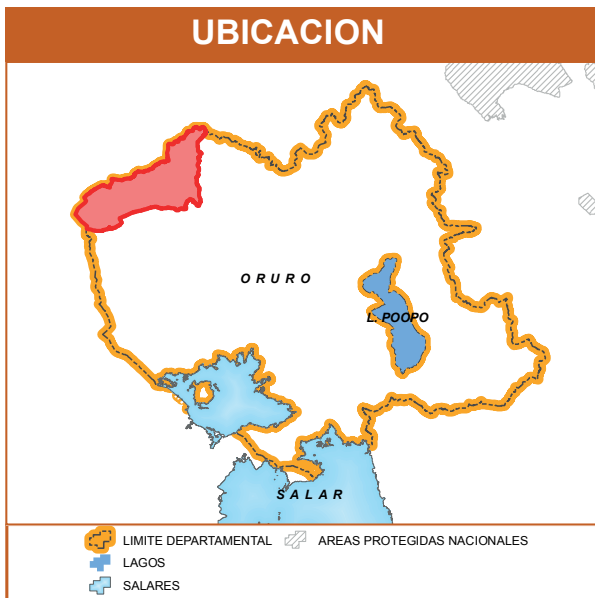 UBICACION
ORURO
L. POOPO
SALAR
LIMITE DEPARTAMENTAL
AREAS PROTEGIDAS NACIONALES
LAGOS
SALARES